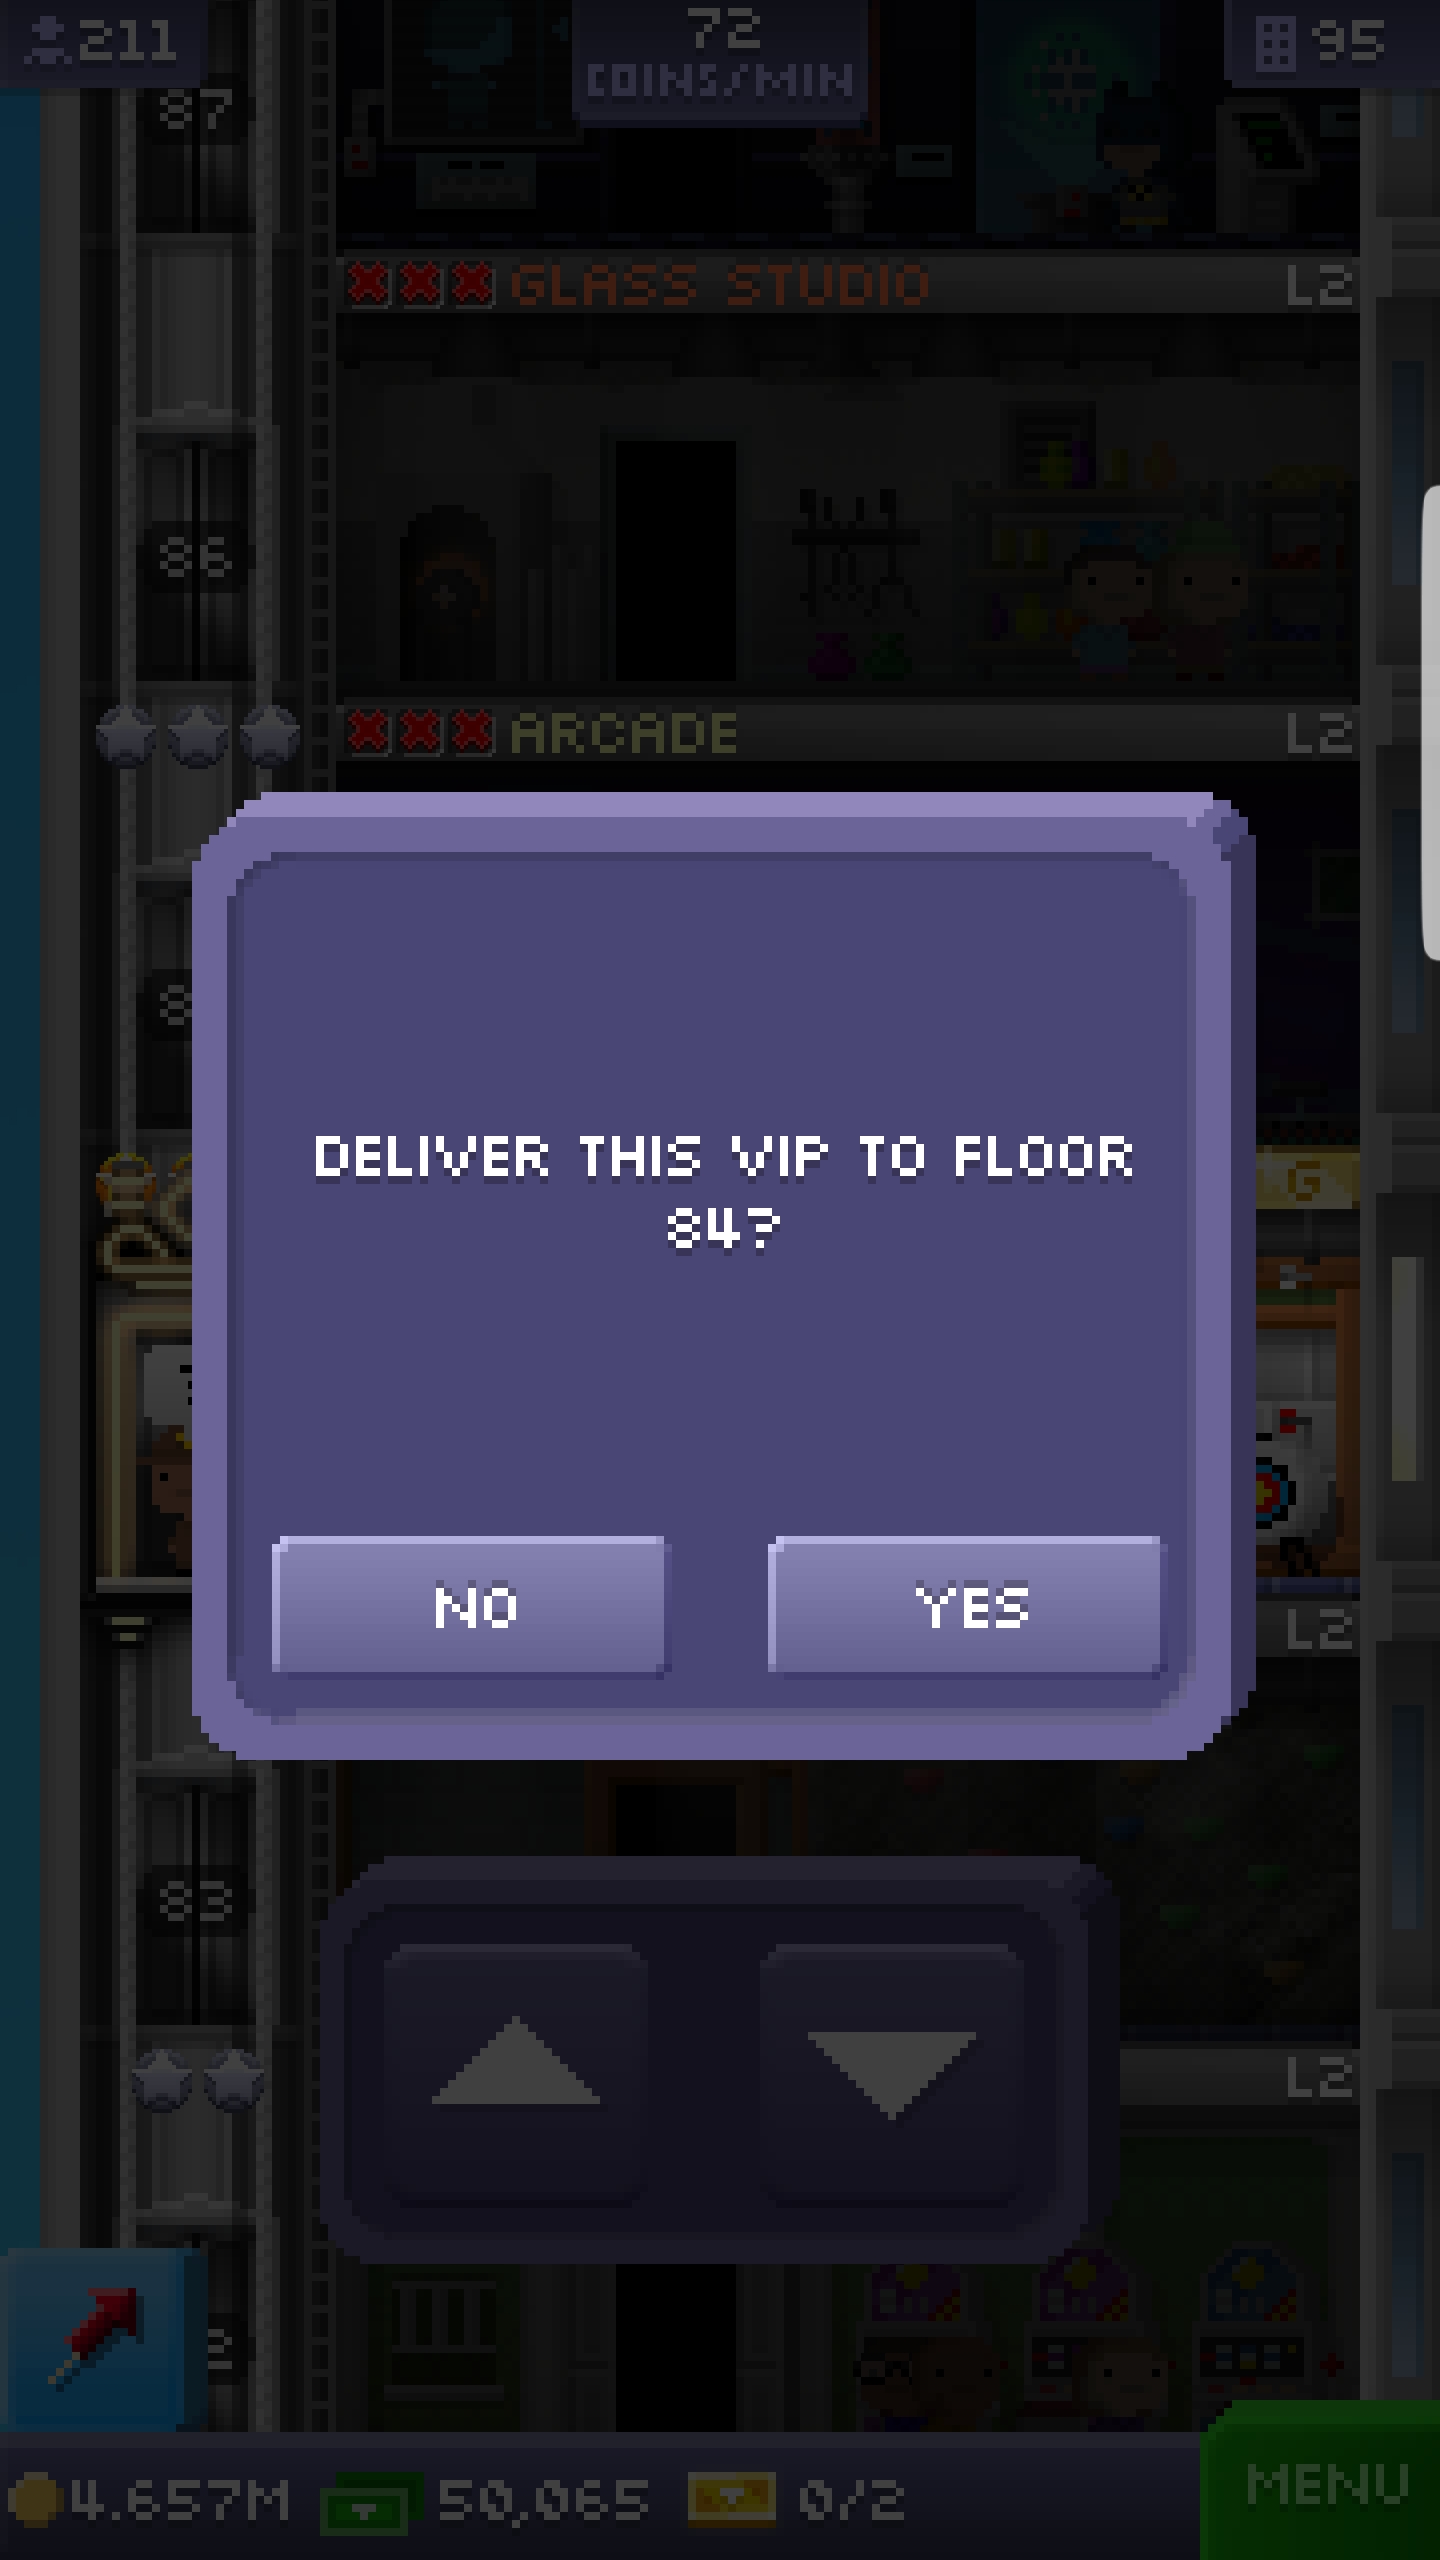 211
72
COINS/MIN
95
87
GLASS STUDIO L2
86
ARCADE L2
DELIVER THIS VIP TO FLOOR
84?
G
NO YES
L2
83
L2
4.657M 50,065 0/2 MENU